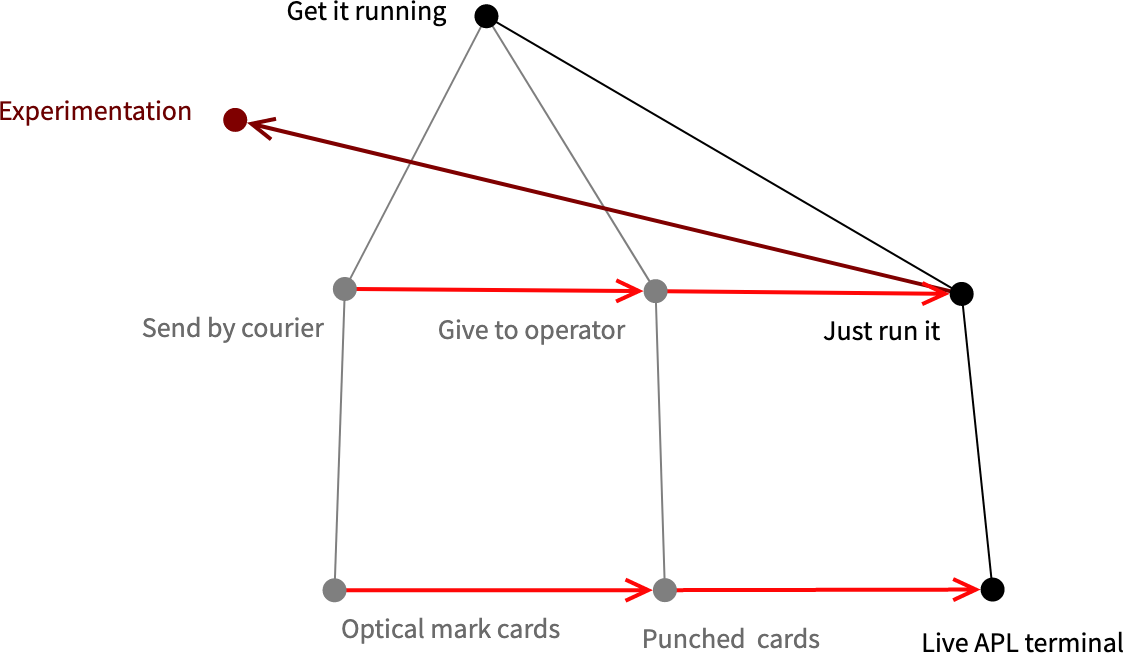 Get it running
Experimentation
Send by courier
Give to operator
Just run it
Optical mark cards
Punched cards
Live APL terminal